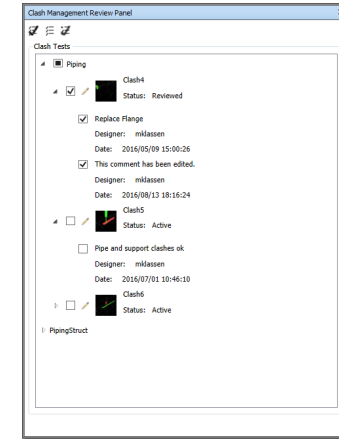 Clash Management Review Panel
Clash Tests
Piping
Clash4
Status: Reviewed
Replace Flange
Designer: mklassen
Date: 2016/05/09 15:00:26
This comment has been edited.
Designer: mklassen
Date: 2016/08/13 18:16:24
Clash5
Status: Active
Pipe and support clashes ok
Designer: mklassen
Date: 2016/07/01 10:46:10
Clash6
Status: Active
PipingStruct